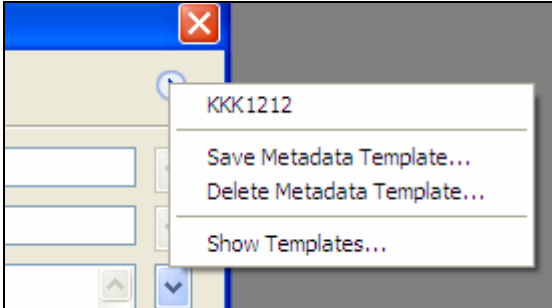 KKK1212
Save Metadata Template...
Delete Metadata Template...
Show Templates...